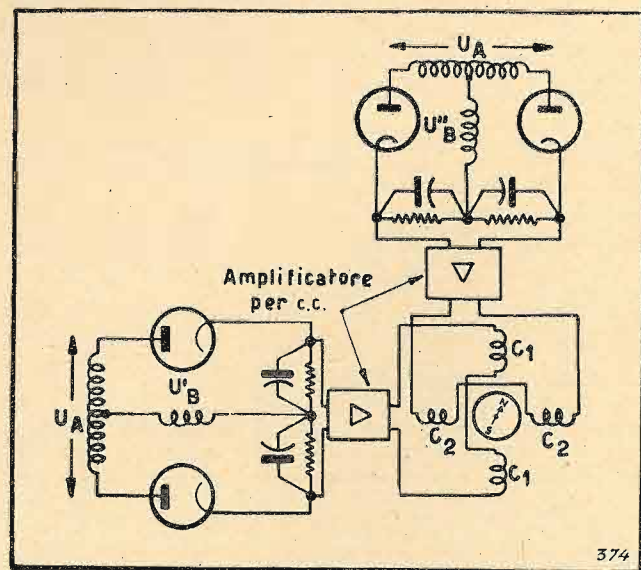 U_A
U''_B
Amplificatore
per c.c.
U_A
U'_B
C_1
C_2
N
S
C_2
C_1
374